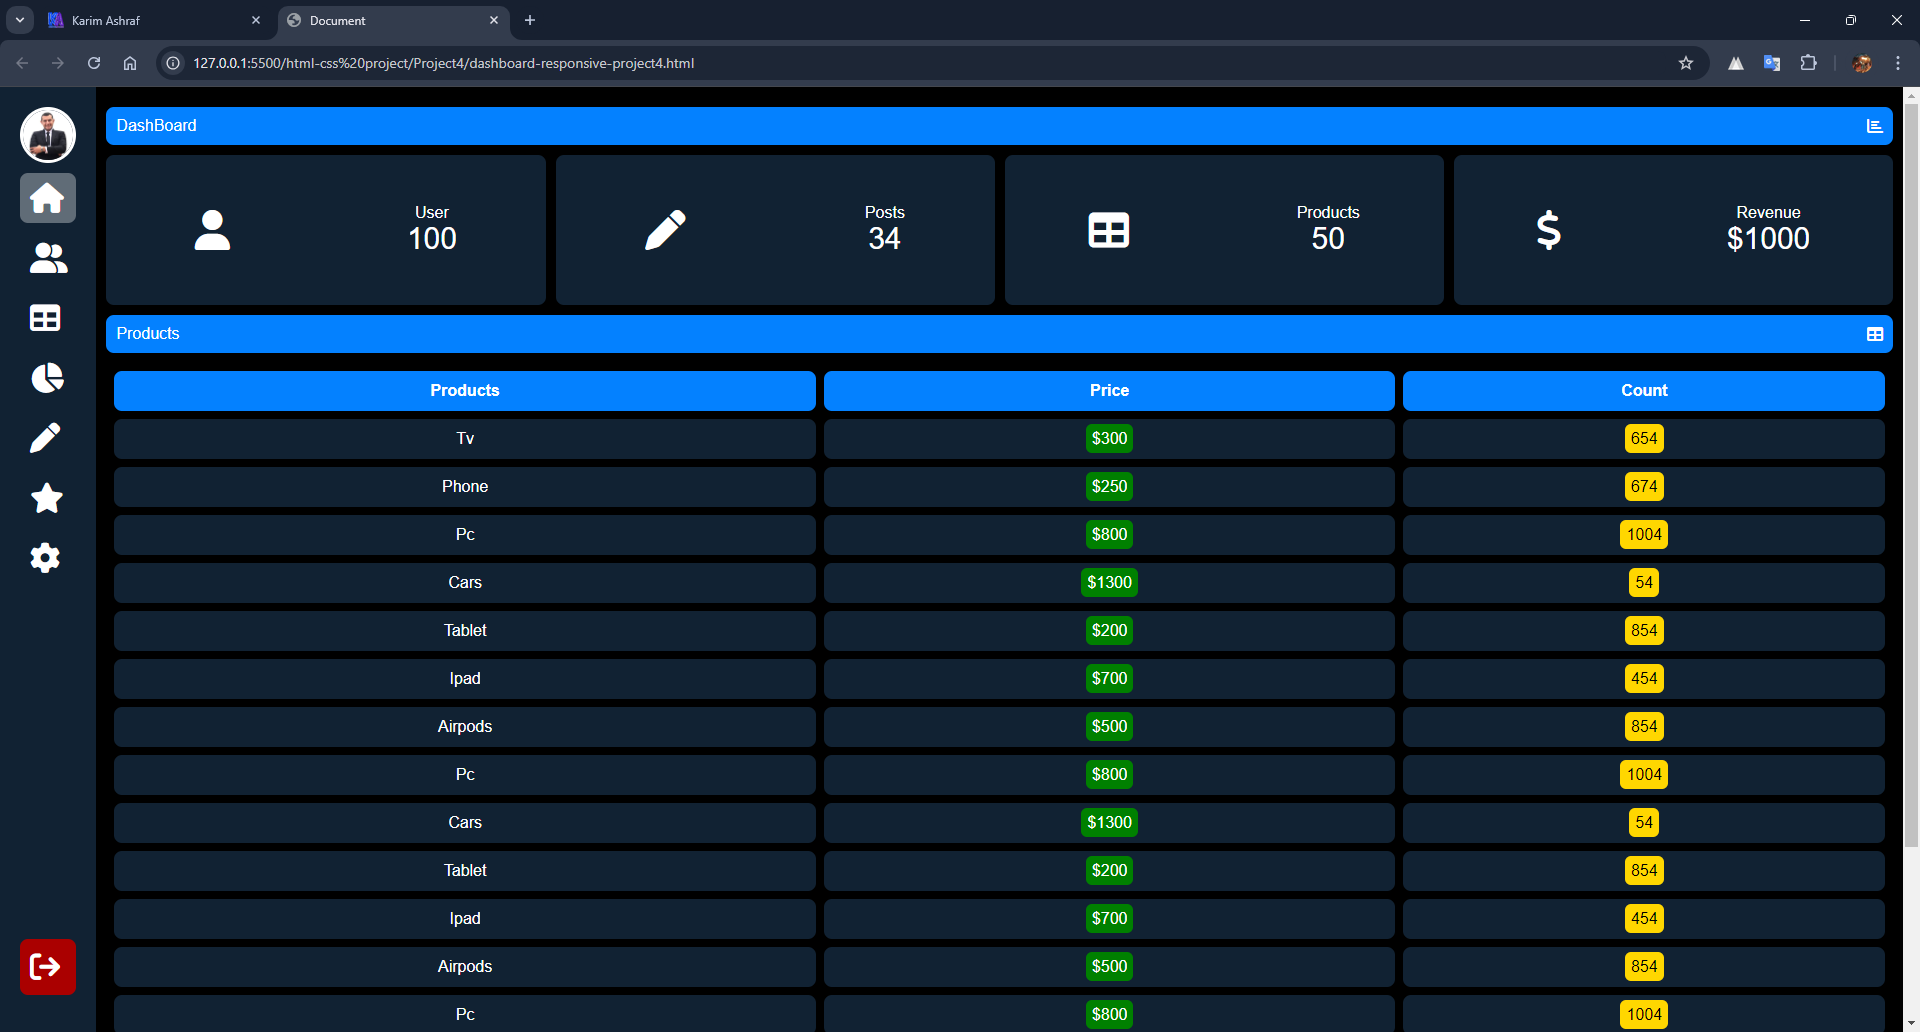 Karim Ashraf
Document
127.0.0.1:5500/html-css%20project/Project4/dashboard-responsive-project4.html
DashBoard
User
100
Posts
34
Products
50
Revenue
$1000
Products
Products Price Count
Tv $300 654
Phone $250 674
Pc $800 1004
Cars $1300 54
Tablet $200 854
Ipad $700 454
Airpods $500 854
Pc $800 1004
Cars $1300 54
Tablet $200 854
Ipad $700 454
Airpods $500 854
Pc $800 1004